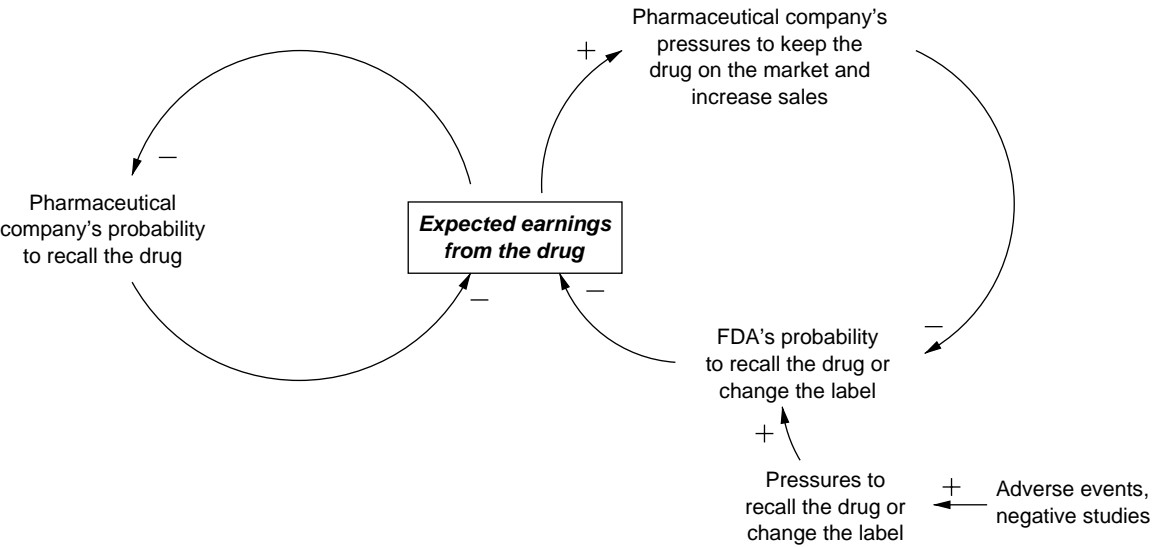 Pharmaceutical company’s
pressures to keep the
drug on the market and
increase sales
+
–
Pharmaceutical
company’s probability
to recall the drug
Expected earnings
from the drug
–
–
–
FDA’s probability
to recall the drug or
change the label
+
Pressures to
recall the drug or
change the label
+
Adverse events,
negative studies